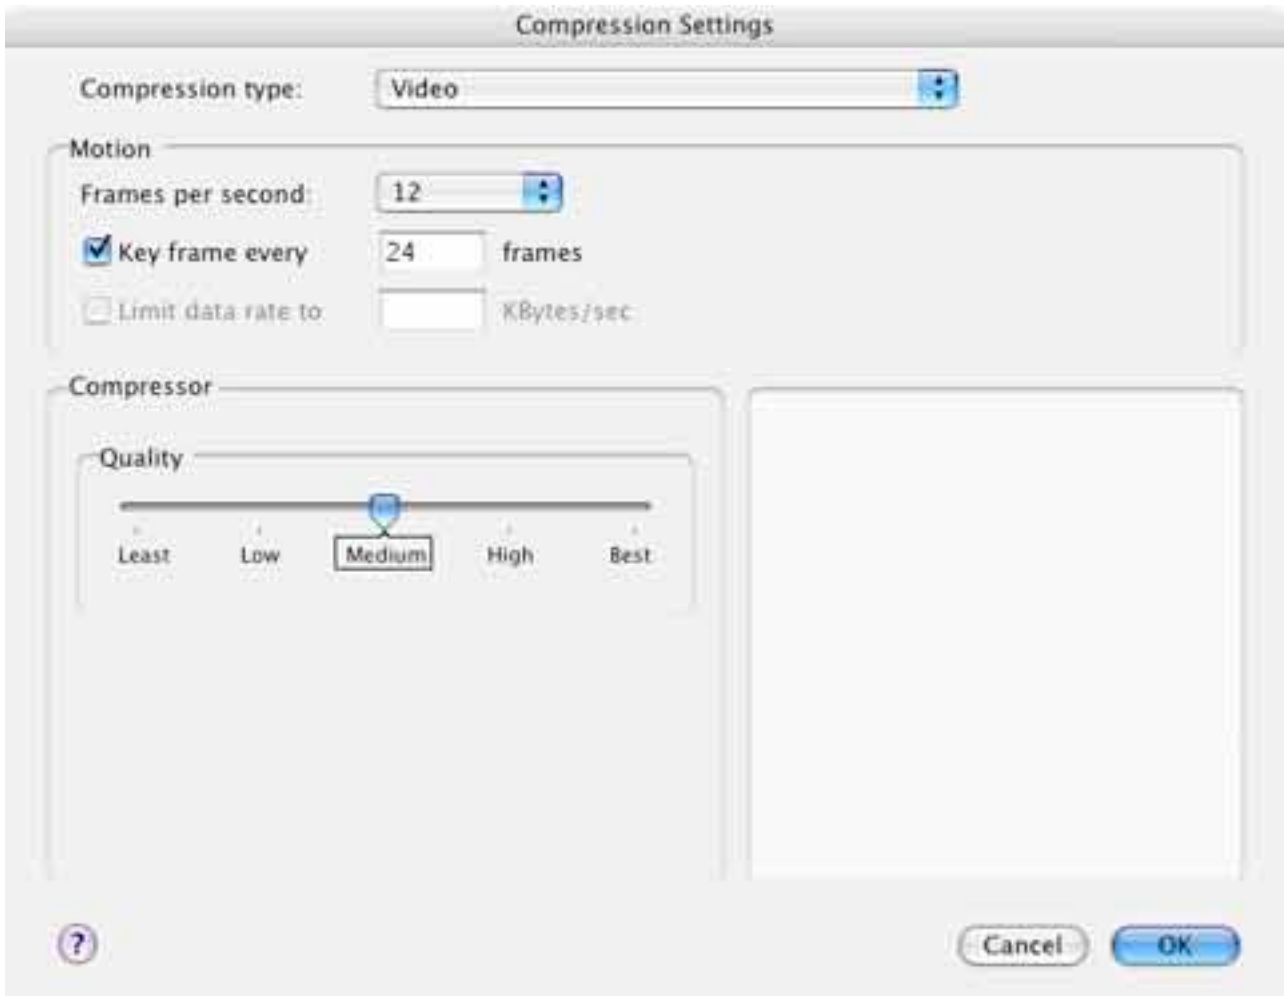 Compression Settings
Compression type: Video
Motion
Frames per second: 12
Key frame every 24 frames
Limit data rate to KBytes/sec
Compressor
Quality
Least Low Medium High Best
? Cancel OK